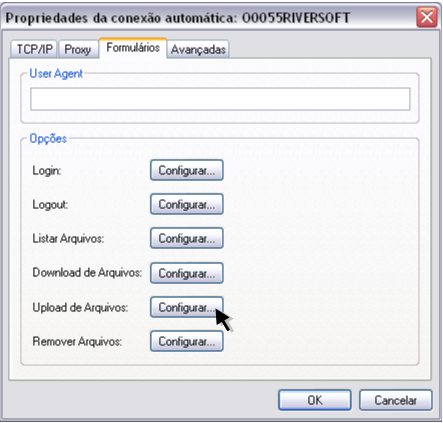 Propriedades da conexão automática: O0055RIVERSOFT
TCP/IP Proxy Formulários Avançadas
User Agent
Opções
Login: Configurar...
Logout: Configurar...
Listar Arquivos: Configurar...
Download de Arquivos: Configurar...
Upload de Arquivos: Configurar...
Remover Arquivos: Configurar...
OK Cancelar